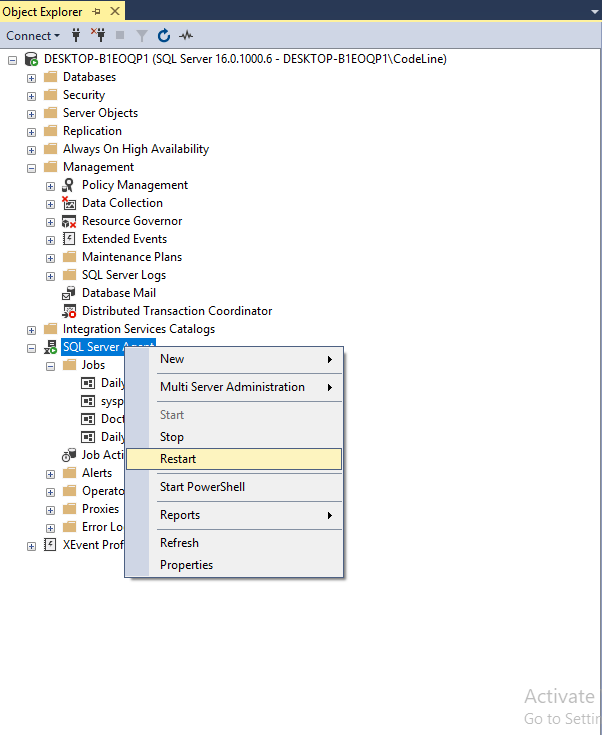 Object Explorer
Connect
DESKTOP-B1EOQP1 (SQL Server 16.0.1000.6 - DESKTOP-B1EOQP1\CodeLine)
Databases
Security
Server Objects
Replication
Always On High Availability
Management
Policy Management
Data Collection
Resource Governor
Extended Events
Maintenance Plans
SQL Server Logs
Database Mail
Distributed Transaction Coordinator
Integration Services Catalogs
SQL Server Agent
New
Jobs
Daily
Multi Server Administration
sysp
Start
Doct
Daily
Stop
Job Acti
Restart
Alerts
Start PowerShell
Operato
Proxies
Reports
Error Lo
XEvent Prof
Refresh
Properties
Activate
Go to Settin